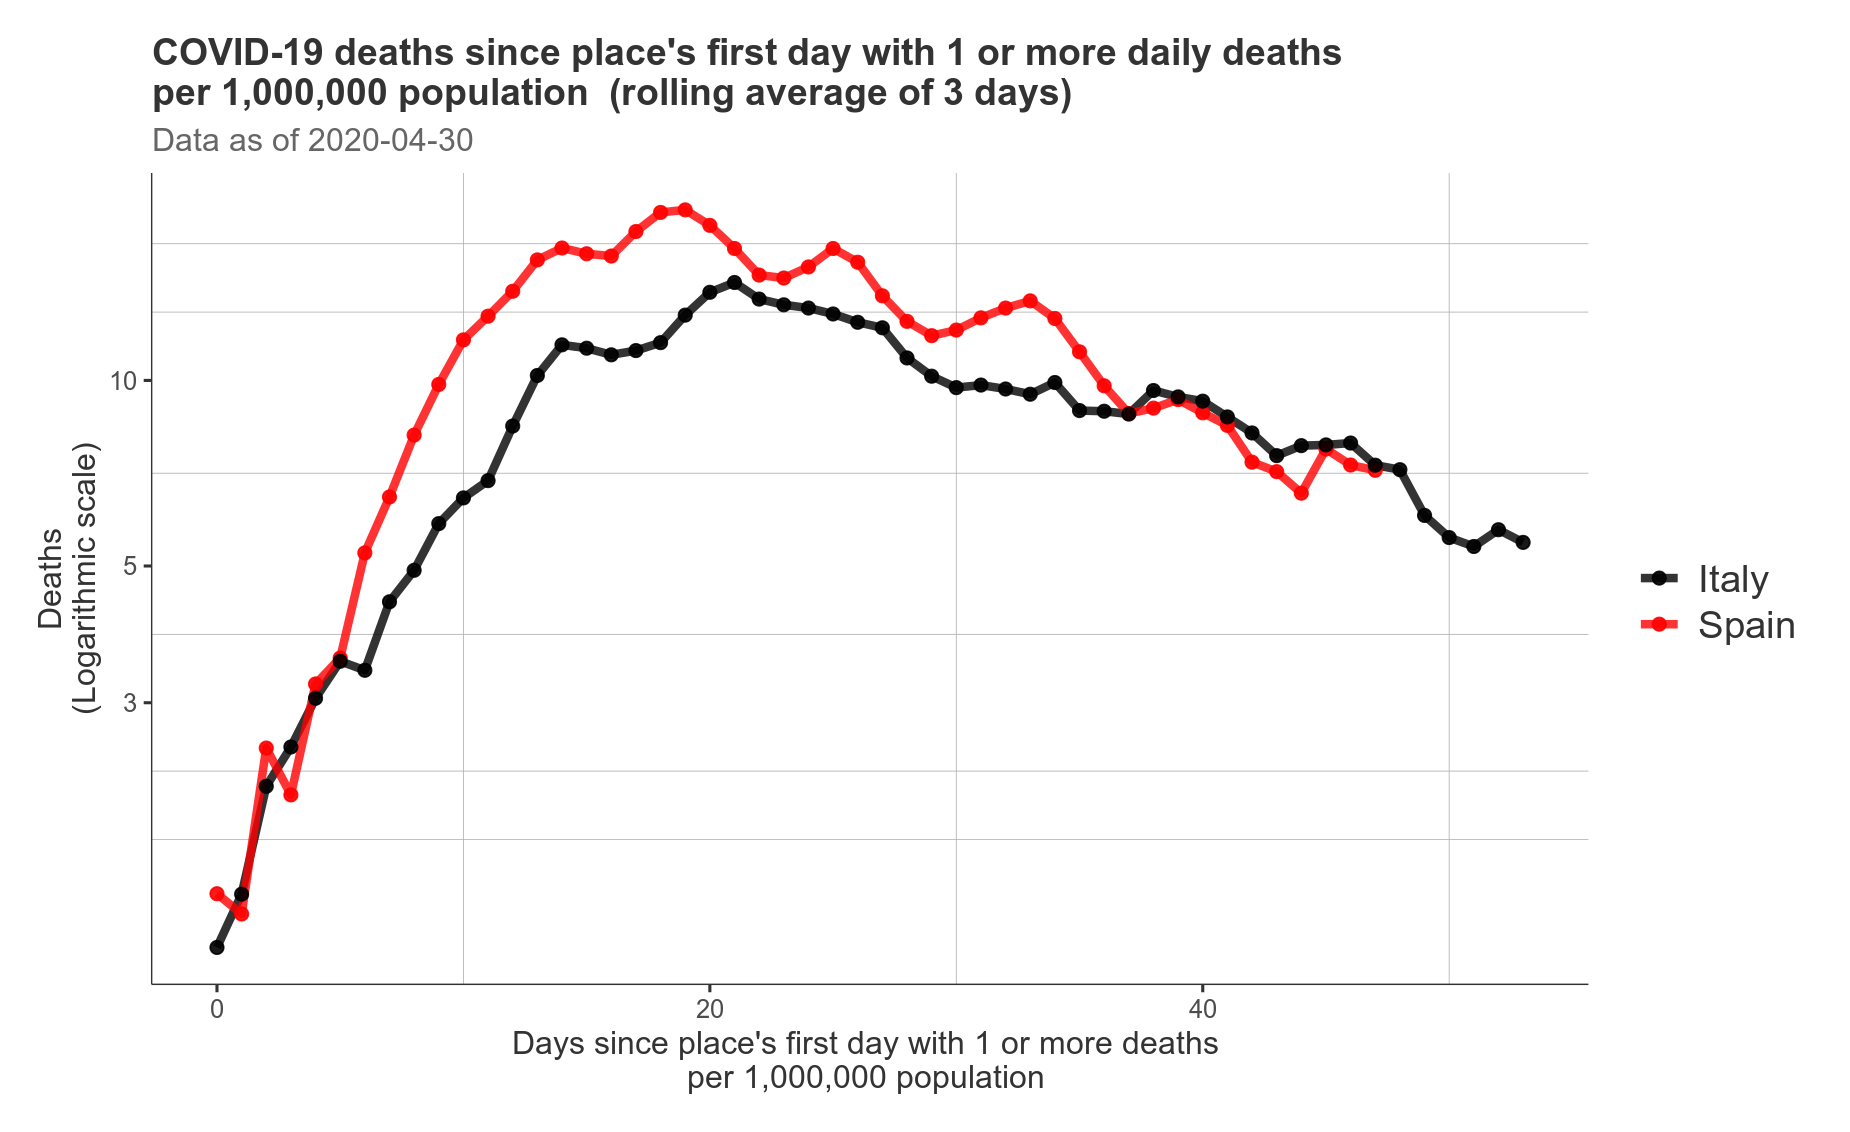 COVID-19 deaths since place's first day with 1 or more daily deaths
per 1,000,000 population  (rolling average of 3 days)
Data as of 2020-04-30
Deaths
(Logarithmic scale)
10
5
3
0
20
40
Days since place's first day with 1 or more deaths
per 1,000,000 population
Italy
Spain